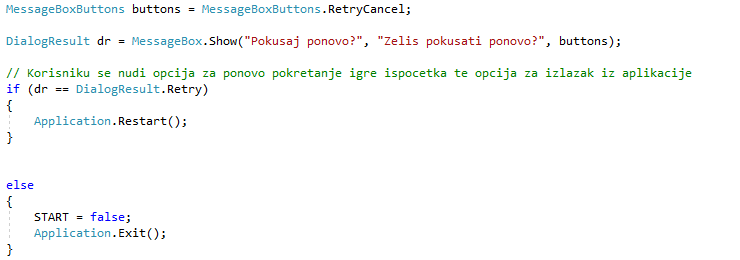 MessageBoxButtons buttons = MessageBoxButtons.RetryCancel;
DialogResult dr = MessageBox.Show("Pokusaj ponovo?", "Zelis pokusati ponovo?", buttons);
// Korisniku se nudi opcija za ponovo pokretanje igre ispocetka te opcija za izlazak iz aplikacije
if (dr == DialogResult.Retry)
{
    Application.Restart();
}
else
{
    START = false;
    Application.Exit();
}